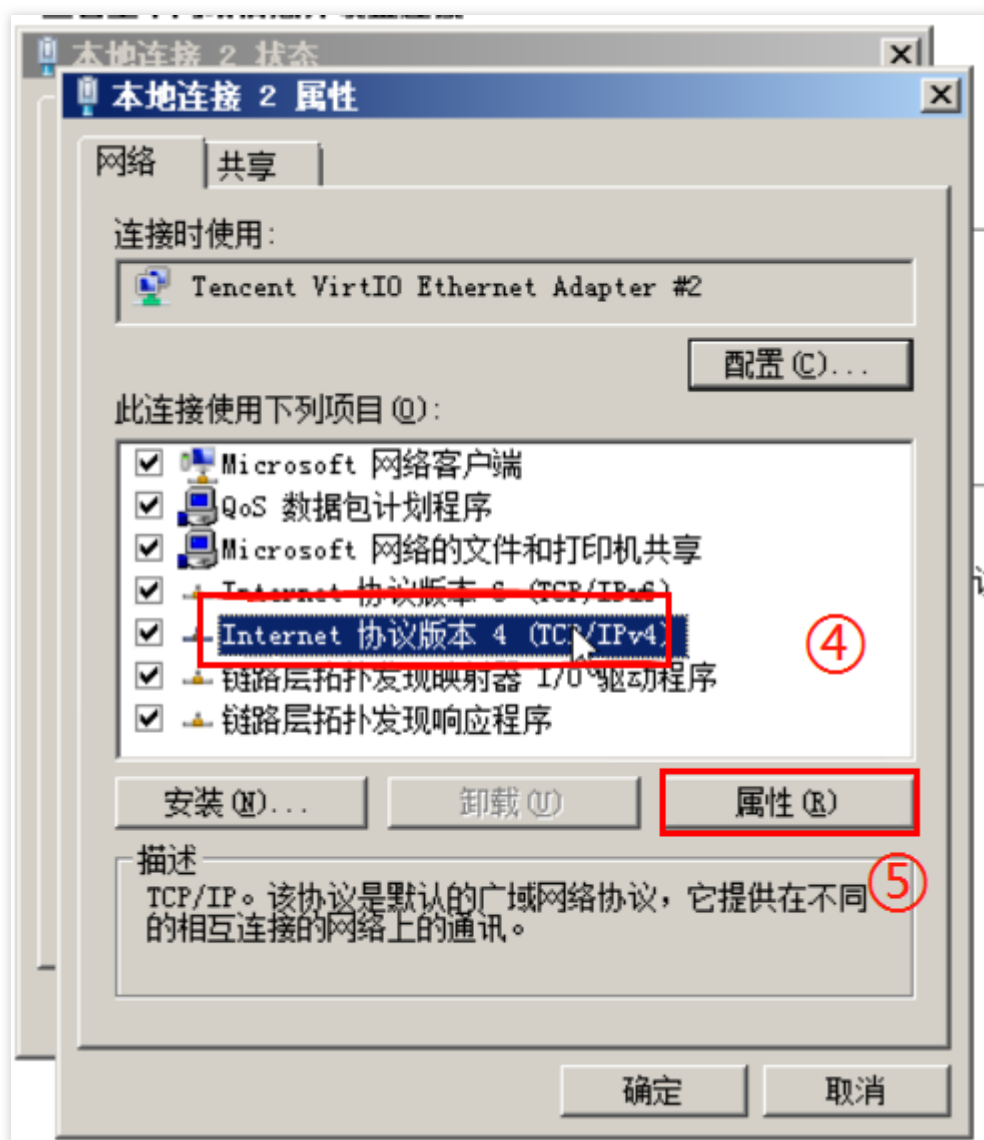 本地连接 2 状态
本地连接 2 属性
网络
共享
连接时使用:
Tencent VirtIO Ethernet Adapter #2
配置(C)...
此连接使用下列项目(O):
Microsoft 网络客户端
QoS 数据包计划程序
Microsoft 网络的文件和打印机共享
Internet 协议版本 6 (TCP/IPv6)
Internet 协议版本 4 (TCP/IPv4)
④
链路层拓扑发现映射器 I/O 驱动程序
链路层拓扑发现响应程序
安装(N)...
卸载(U)
属性(R)
描述
⑤
TCP/IP。该协议是默认的广域网络协议，它提供在不同
的相互连接的网络上的通讯。
确定
取消